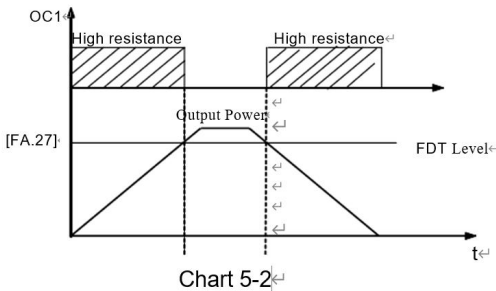 OC1
High resistance
High resistance
Output Power
[FA.27]
FDT Level
t
Chart 5-2